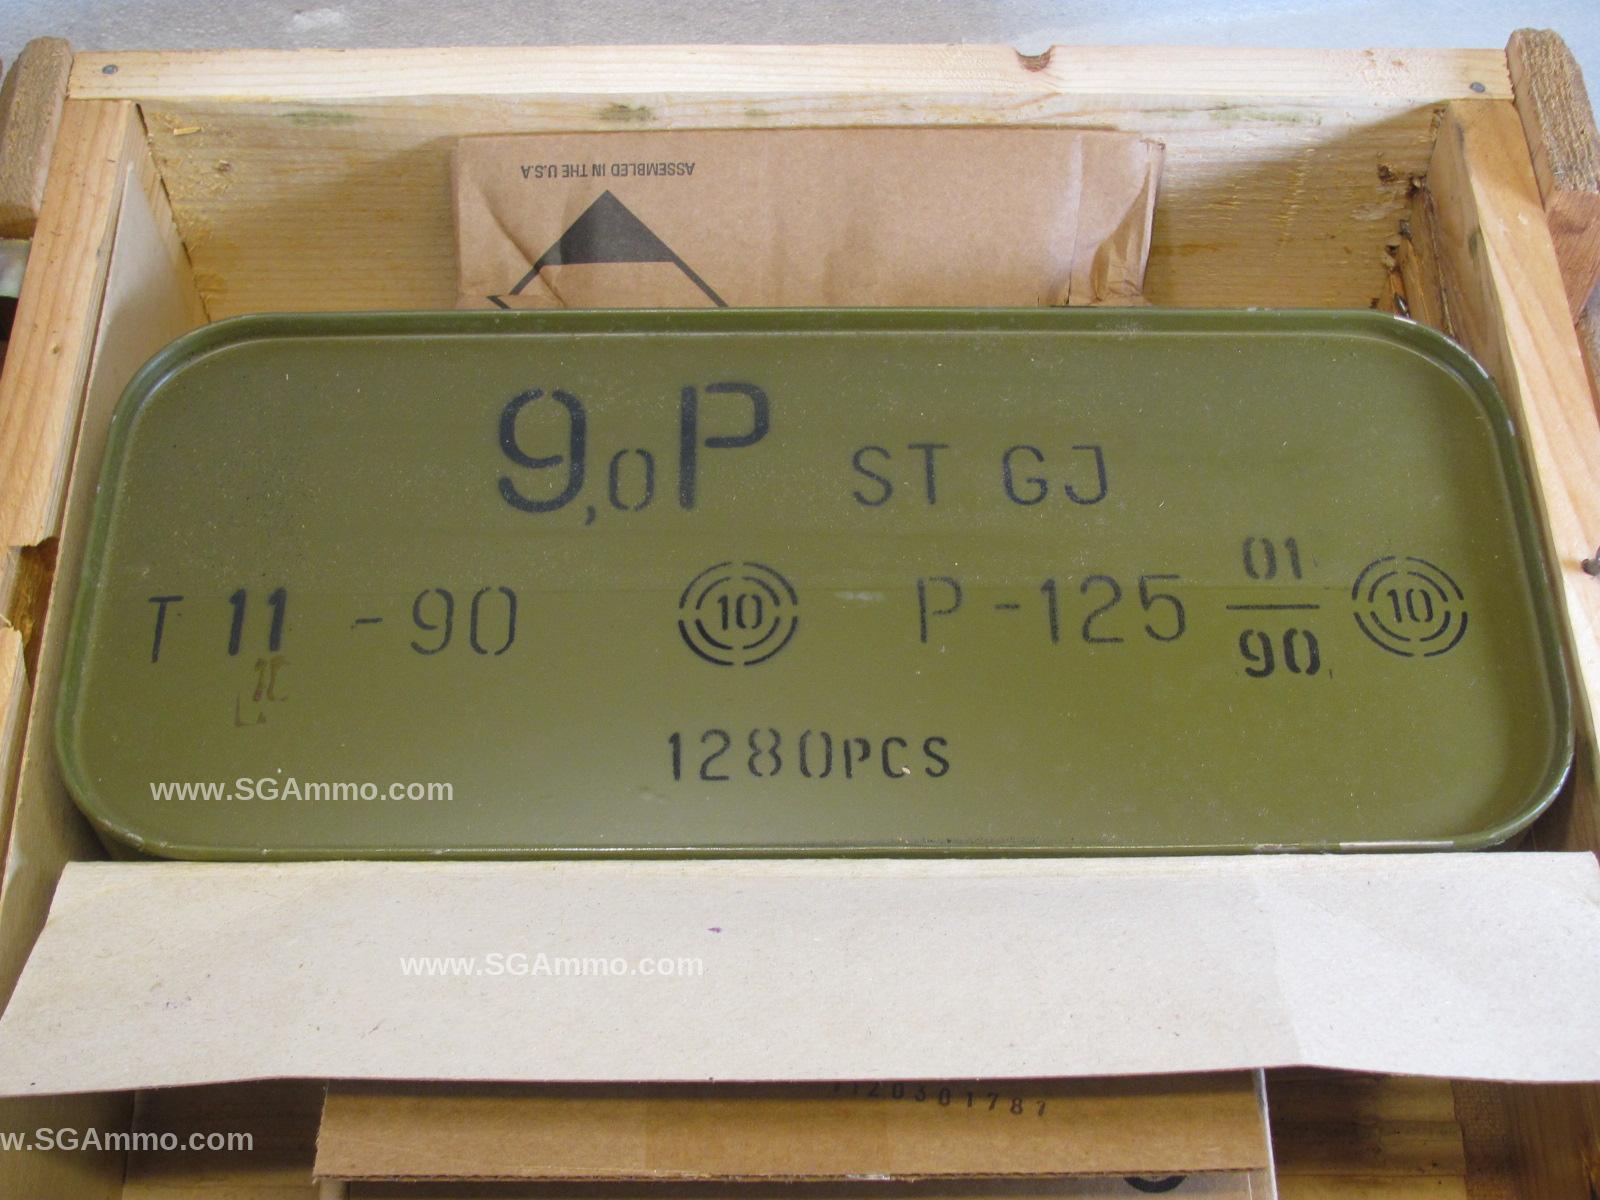 ASSEMBLED IN THE U.S.A
9,0P ST GJ
T 11 - 90 10 P - 125 01/90 10
1280PCS
www.SGAmmo.com
www.SGAmmo.com
20301787
w.SGAmmo.com